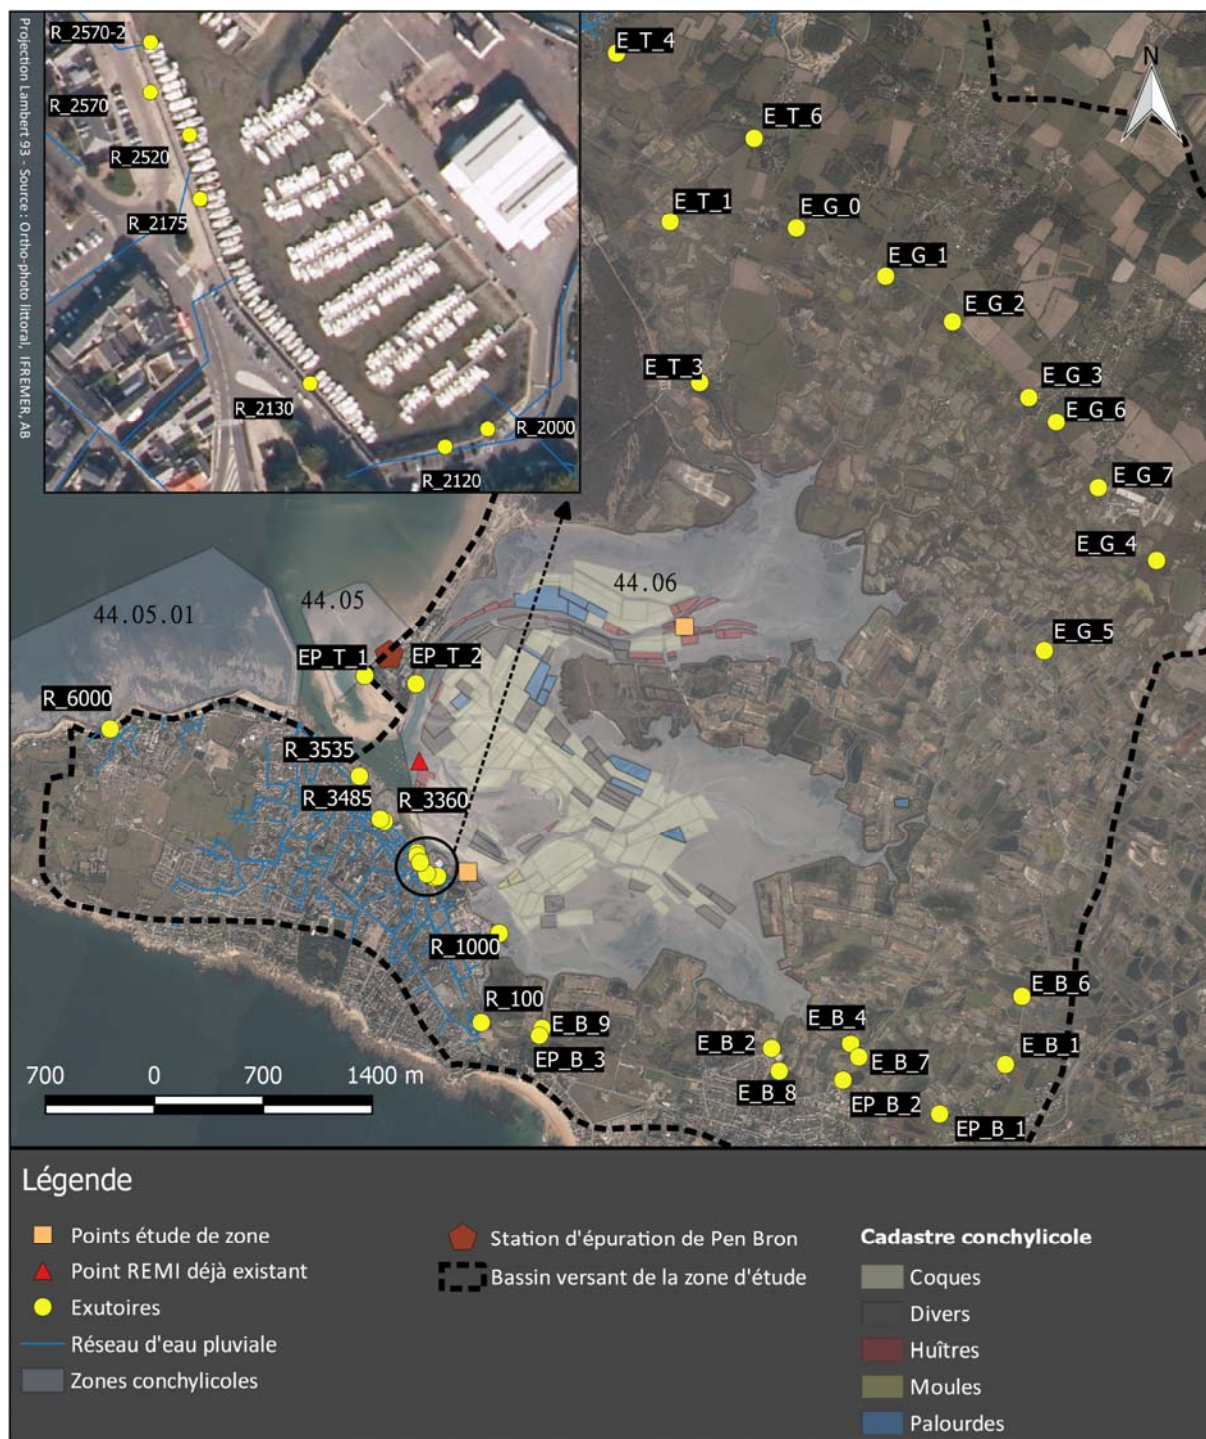 Projection Lambert 93 - Source : Ortho-photo littoral, IFREMER, AB
R_2570-2
R_2570
R_2520
R_2175
R_2130
R_2000
R_2120
E_T_4
N
E_T_6
E_T_1
E_G_0
E_G_1
E_G_2
E_T_3
E_G_3
E_G_6
E_G_7
E_G_4
44.06
44.05.01
44.05
E_G_5
EP_T_1
EP_T_2
R_6000
R_3535
R_3485
R_3360
R_1000
R_100
E_B_9
EP_B_3
E_B_6
E_B_4
E_B_2
E_B_7
E_B_1
E_B_8
EP_B_2
EP_B_1
700 0 700 1400 m
Légende
Points étude de zone
Point REMI déjà existant
Exutoires
Réseau d'eau pluviale
Zones conchylicoles
Station d'épuration de Pen Bron
Bassin versant de la zone d'étude
Cadastre conchylicole
Coques
Divers
Huîtres
Moules
Palourdes